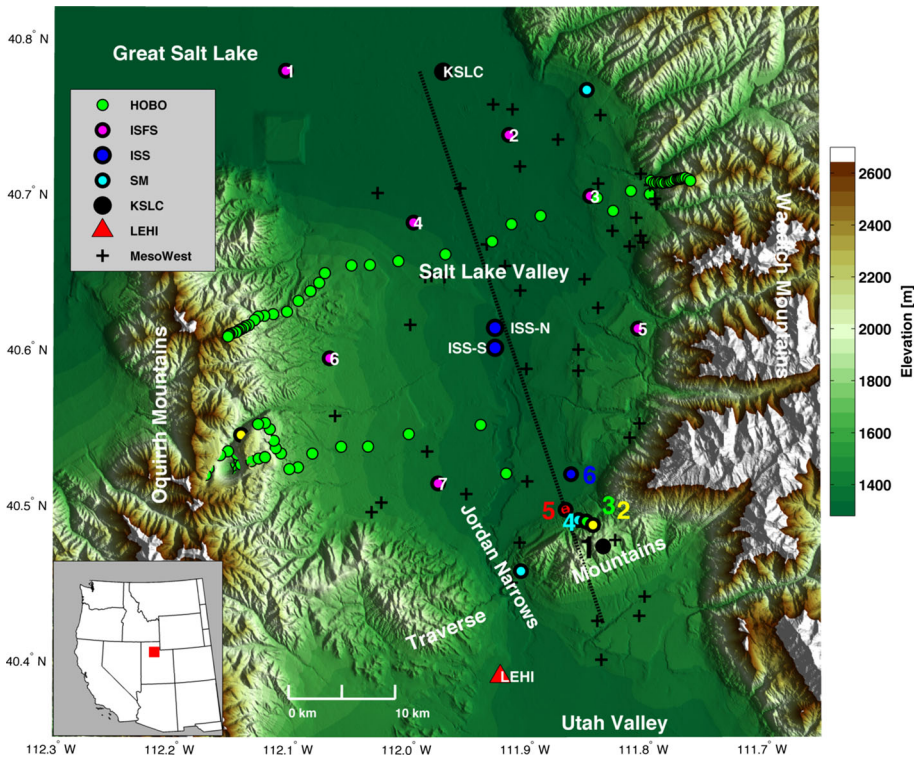 40.8 °N
Great Salt Lake
1
KSLC
HOBO
ISFS
ISS
SM
KSLC
LEHI
MesoWest
2
40.7 °N
3
4
Wasatch Mountains
Salt Lake Valley
ISS-N
ISS-S
5
40.6 °N
6
Oquirrh Mountains
6
7
40.5 °N
5
4
3
2
1
Jordan Narrows
Traverse
Mountains
40.4 °N
LEHI
0 km
10 km
Utah Valley
112.3 °W
112.2 °W
112.1 °W
112.0 °W
111.9 °W
111.8 °W
111.7 °W
2600
2400
2200
2000
1800
1600
1400
Elevation [m]